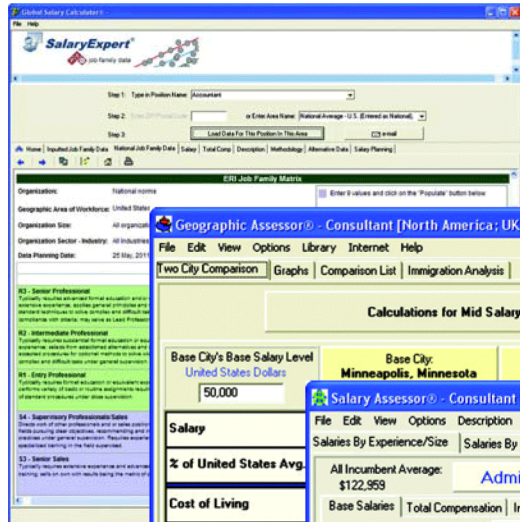 Global Salary Calculator®
File Help
SalaryExpert®
job family data
Step 1: Type in Position Name: Accountant
Step 2: or Enter Area Name: National Average - U.S. (Entered as National),
Step 3: Load Data For This Position In This Area e-mail
Home Inputted Job Family Data National Job Family Data Salary Total Comp Description Methodology Alternative Data Salary Planning
ERI Job Family Matrix
Organization: National norms
Enter 9 values and click on the "Populate" button below
Geographic Area of Workforce: United States
Organization Size: All organizat
Organization Sector - Industry: All Industries
Data Planning Date: 25 May, 2011
R3 - Senior Professional
R2 - Intermediate Professional
R1 - Entry Professional
S4 - Supervisory Professionals/Sales
S3 - Senior Sales
Geographic Assessor® - Consultant [North America; UK
File Edit View Options Library Internet Help
Two City Comparison Graphs Comparison List Immigration Analysis
Calculations for Mid Salary
Base City's Base Salary Level
United States Dollars
50,000
Base City:
Minneapolis, Minnesota
Salary
% of United States Avg.
Cost of Living
Salary Assessor® - Consultant
File Edit View Options Description
Salaries By Experience/Size Salaries By
All Incumbent Average:
$122,959
Admi
Base Salaries Total Compensation In